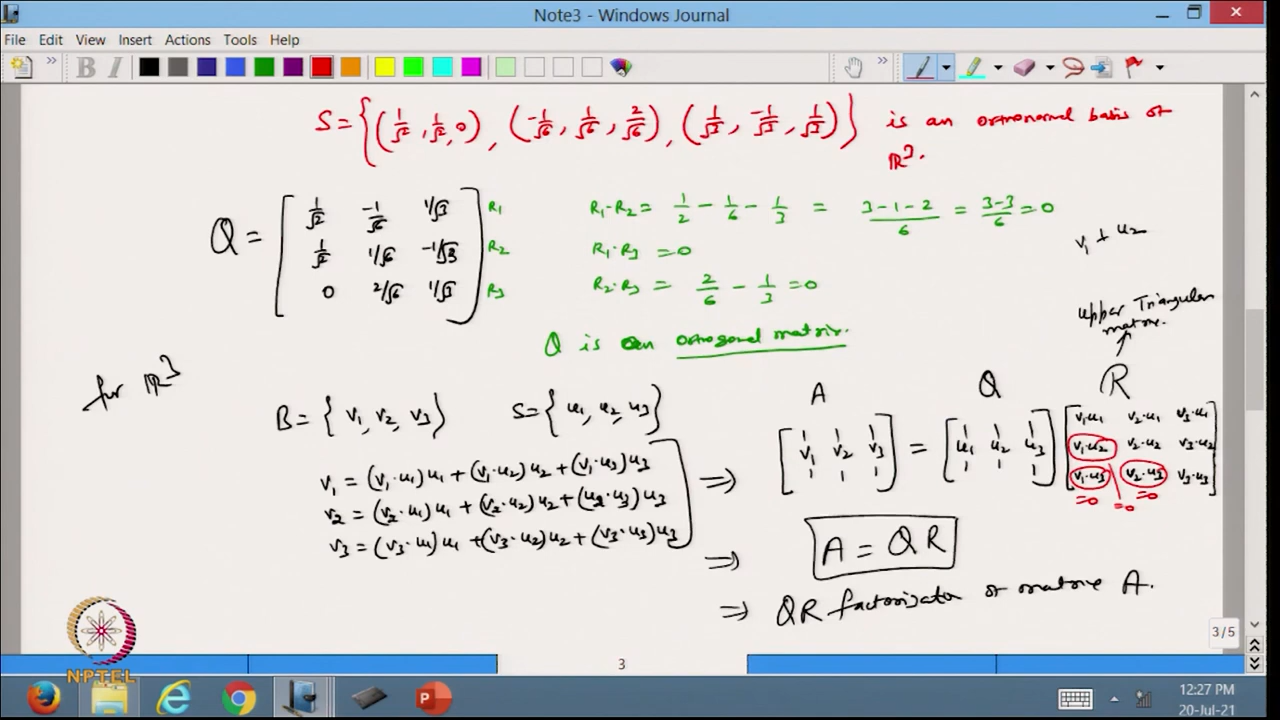 Note3 - Windows Journal
File Edit View Insert Actions Tools Help
S = { (1/√2, 1/√2, 0), (-1/√6, 1/√6, 2/√6), (1/√3, -1/√3, 1/√3) } is an orthonormal basis of
ℝ³.
Q = [ 1/√2 -1/√6 1/√3 ] R1
[ 1/√2 1/√6 -1/√3 ] R2
[ 0 2/√6 1/√3 ] R3
R1·R2 = 1/2 - 1/6 - 1/3 = (3-1-2)/6 = (3-3)/6 = 0
R1·R3 = 0
R2·R3 = 2/6 - 1/3 = 0
v1 ⊥ u2
Q is an orthogonal matrix.
upper Triangular
matrix.
for ℝ³
B = { v1, v2, v3 } S = { u1, u2, u3 }
v1 = (v1·u1)u1 + (v1·u2)u2 + (v1·u3)u3
v2 = (v2·u1)u1 + (v2·u2)u2 + (u2·u3)u3
v3 = (v3·u1)u1 + (v3·u2)u2 + (v3·u3)u3
⇒
A Q R
[ v1 v2 v3 ] = [ u1 u2 u3 ] [ v1·u1 v2·u1 v3·u1 ]
[ v1·u2 v2·u2 v3·u2 ]
[ v1·u3 v2·u3 v3·u3 ]
=0 =0 =0
⇒ A = QR
⇒ QR factorizaton of matrix A.
3/5
3
NPTEL
12:27 PM
20-Jul-21